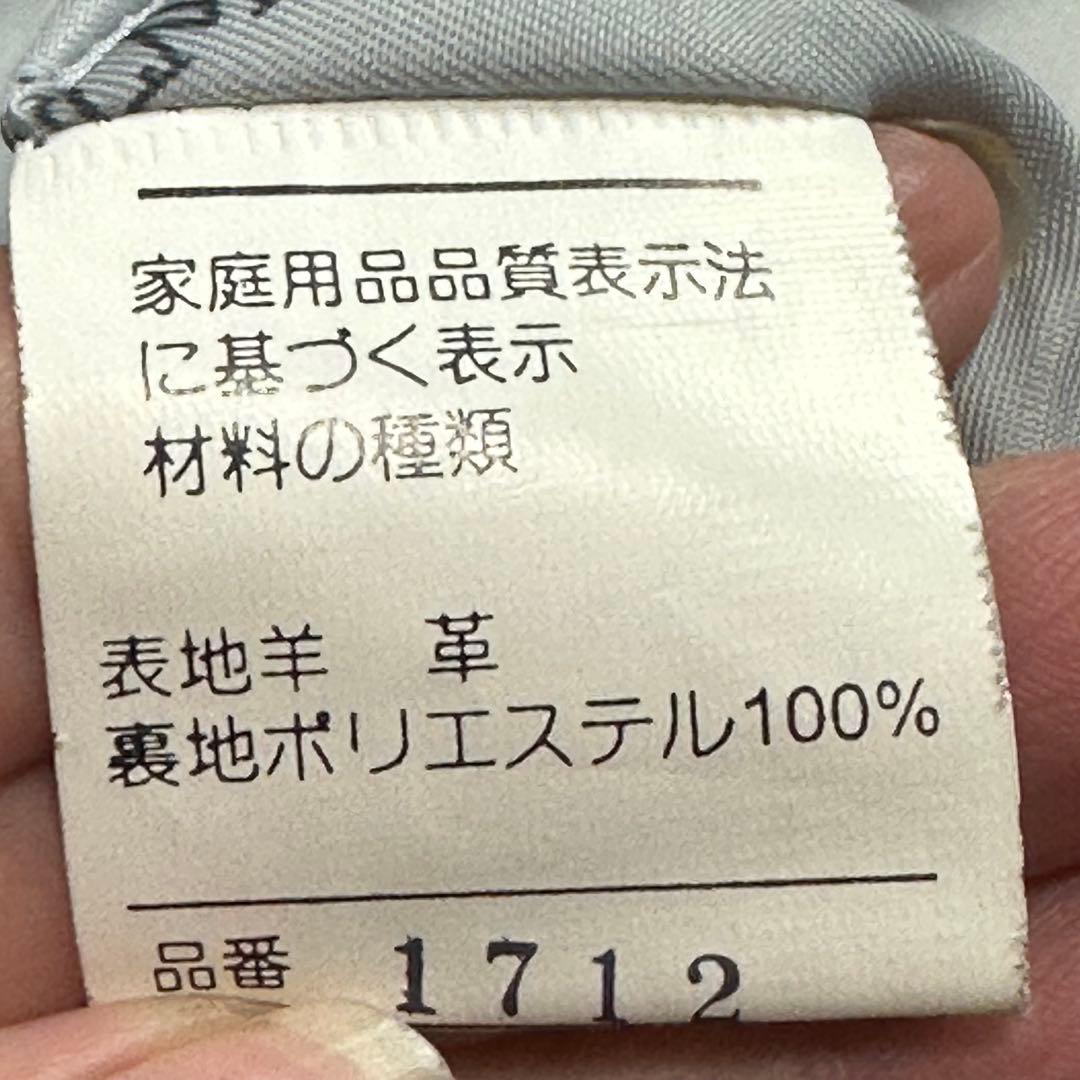 家庭用品品質表示法
に基づく表示
材料の種類
表地羊 革
裏地ポリエステル100%
品番 1712